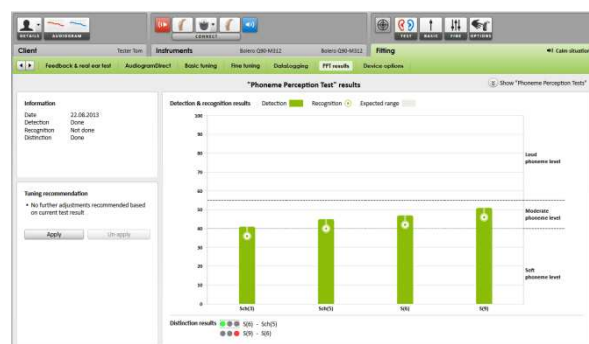 DETAILS AUDIOGRAM CONNECT TEST BASIC FINE OPTIONS
Client Tester Tom Instruments Bolero Q90-M312 Bolero Q90-M312 Fitting Calm situation
Feedback & real ear test AudiogramDirect Basic tuning Fine tuning DataLogging PPT results Device options
"Phoneme Perception Test" results
Show "Phoneme Perception Tests"
Information
Date 22.08.2013
Detection Done
Recognition Not done
Distinction Done
Tuning recommendation
• No further adjustments recommended based
on current test result
Apply Un-apply
Detection & recognition results Detection Recognition Expected range
100
90
80
70
60
50
40
30
20
10
0
Loud
phoneme level
Moderate
phoneme level
Soft
phoneme level
Sch(3) Sch(5) S(6) S(9)
Distinction results S(6) - Sch(5)
S(9) - S(6)